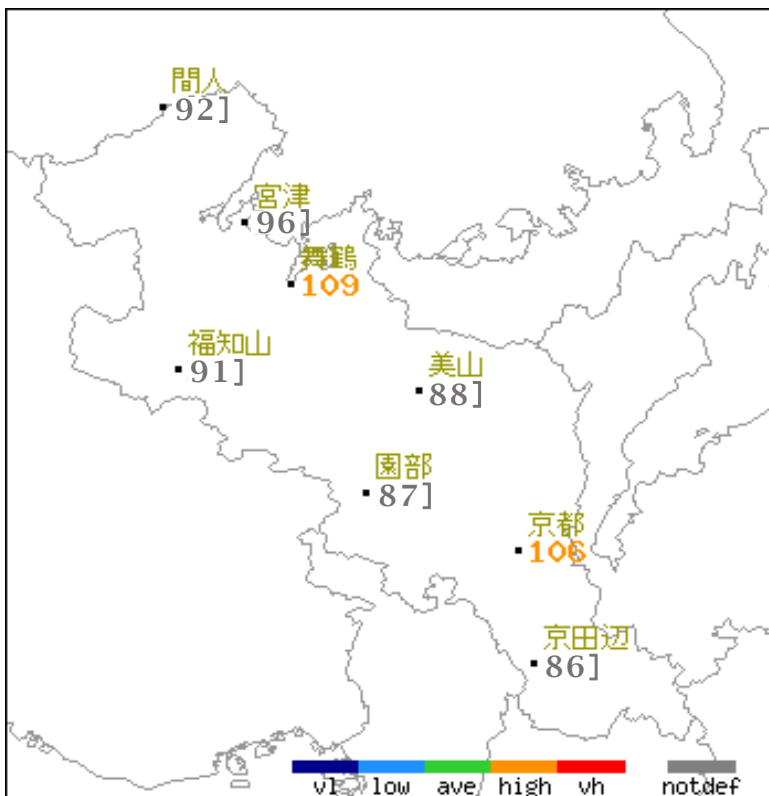 間人
92]
宮津
96]
舞鶴
109
福知山
91]
美山
88]
園部
87]
京都
106
京田辺
86]
vl low ave high vh notdef